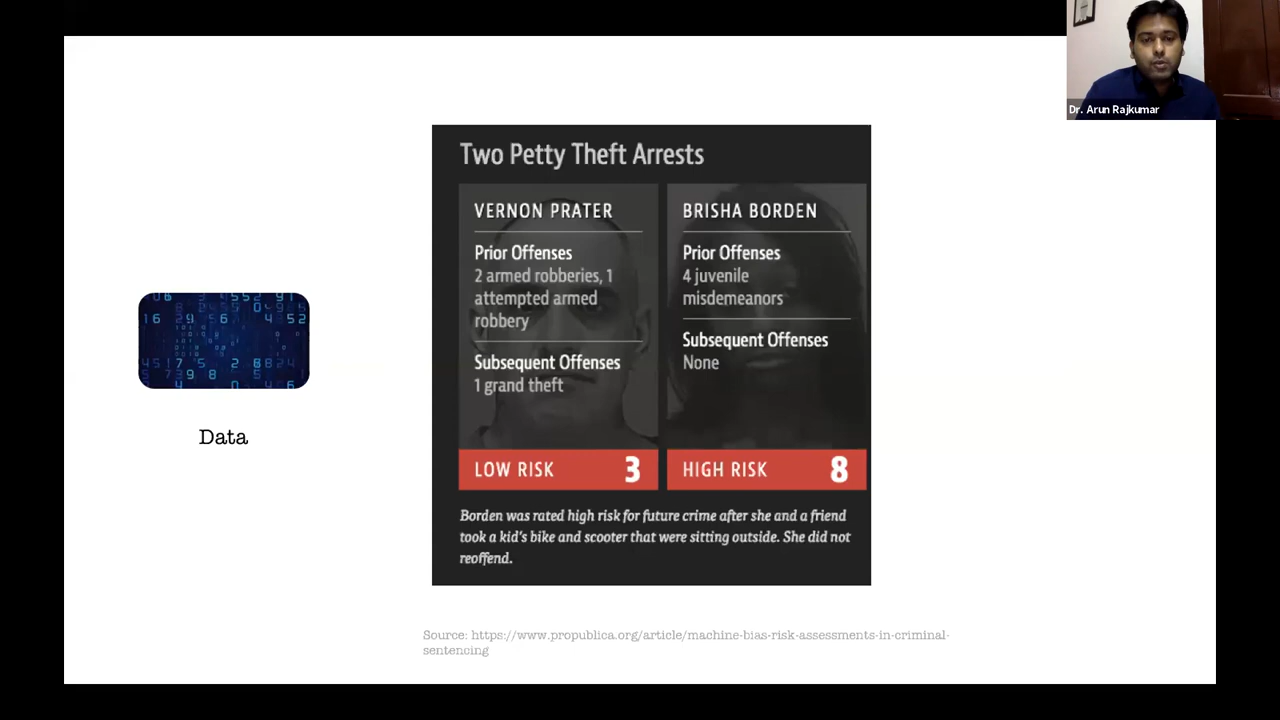 Dr. Arun Rajkumar
Two Petty Theft Arrests
VERNON PRATER
Prior Offenses
2 armed robberies, 1
attempted armed
robbery
Subsequent Offenses
1 grand theft
LOW RISK 3
BRISHA BORDEN
Prior Offenses
4 juvenile
misdemeanors
Subsequent Offenses
None
HIGH RISK 8
Borden was rated high risk for future crime after she and a friend
took a kid's bike and scooter that were sitting outside. She did not
reoffend.
Data
Source: https://www.propublica.org/article/machine-bias-risk-assessments-in-criminal-
sentencing